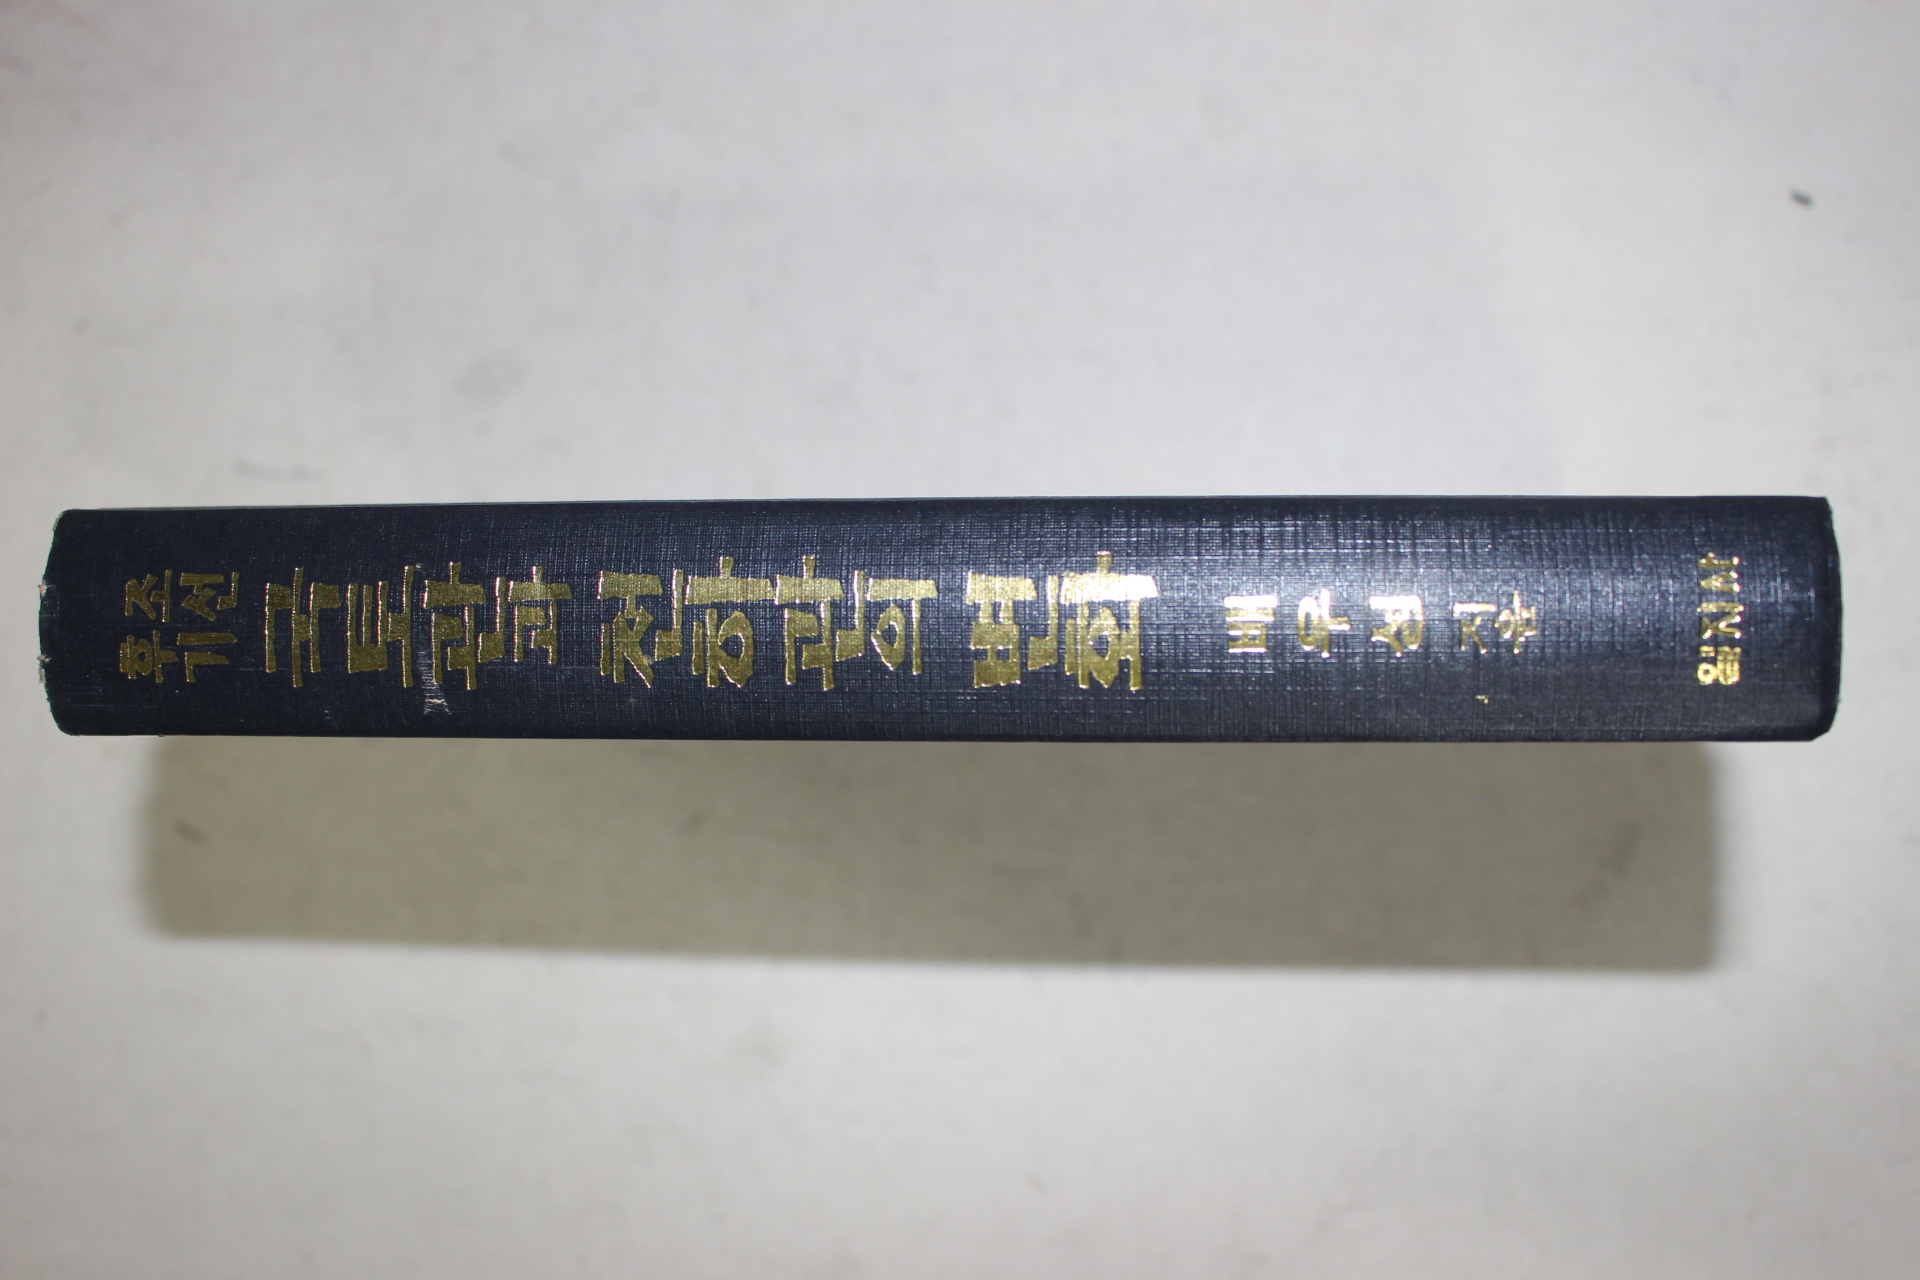 조선
후기
국토관과 천하관의 변화
배우성 지음
일지사